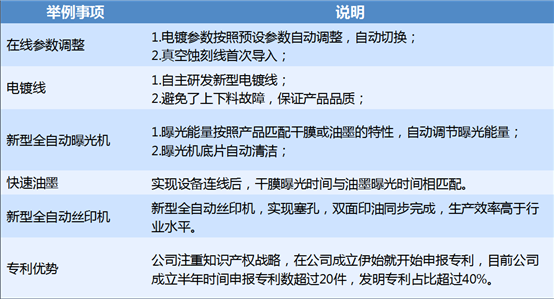 举例事项 说明
在线参数调整 1.电镀参数按照预设参数自动调整，自动切换；
2.真空蚀刻线首次导入；
电镀线 1.自主研发新型电镀线；
2.避免了上下料故障，保证产品品质；
新型全自动曝光机 1.曝光能量按照产品匹配干膜或油墨的特性，自动调节曝光能量；
2.曝光机底片自动清洁；
快速油墨 实现设备连线后，干膜曝光时间与油墨曝光时间相匹配。
新型全自动丝印机 新型全自动丝印机，实现塞孔，双面印油同步完成，生产效率高于行
业水平。
专利优势 公司注重知识产权战略，在公司成立伊始就开始申报专利，目前公司
成立半年时间申报专利数超过20件，发明专利占比超过40%。